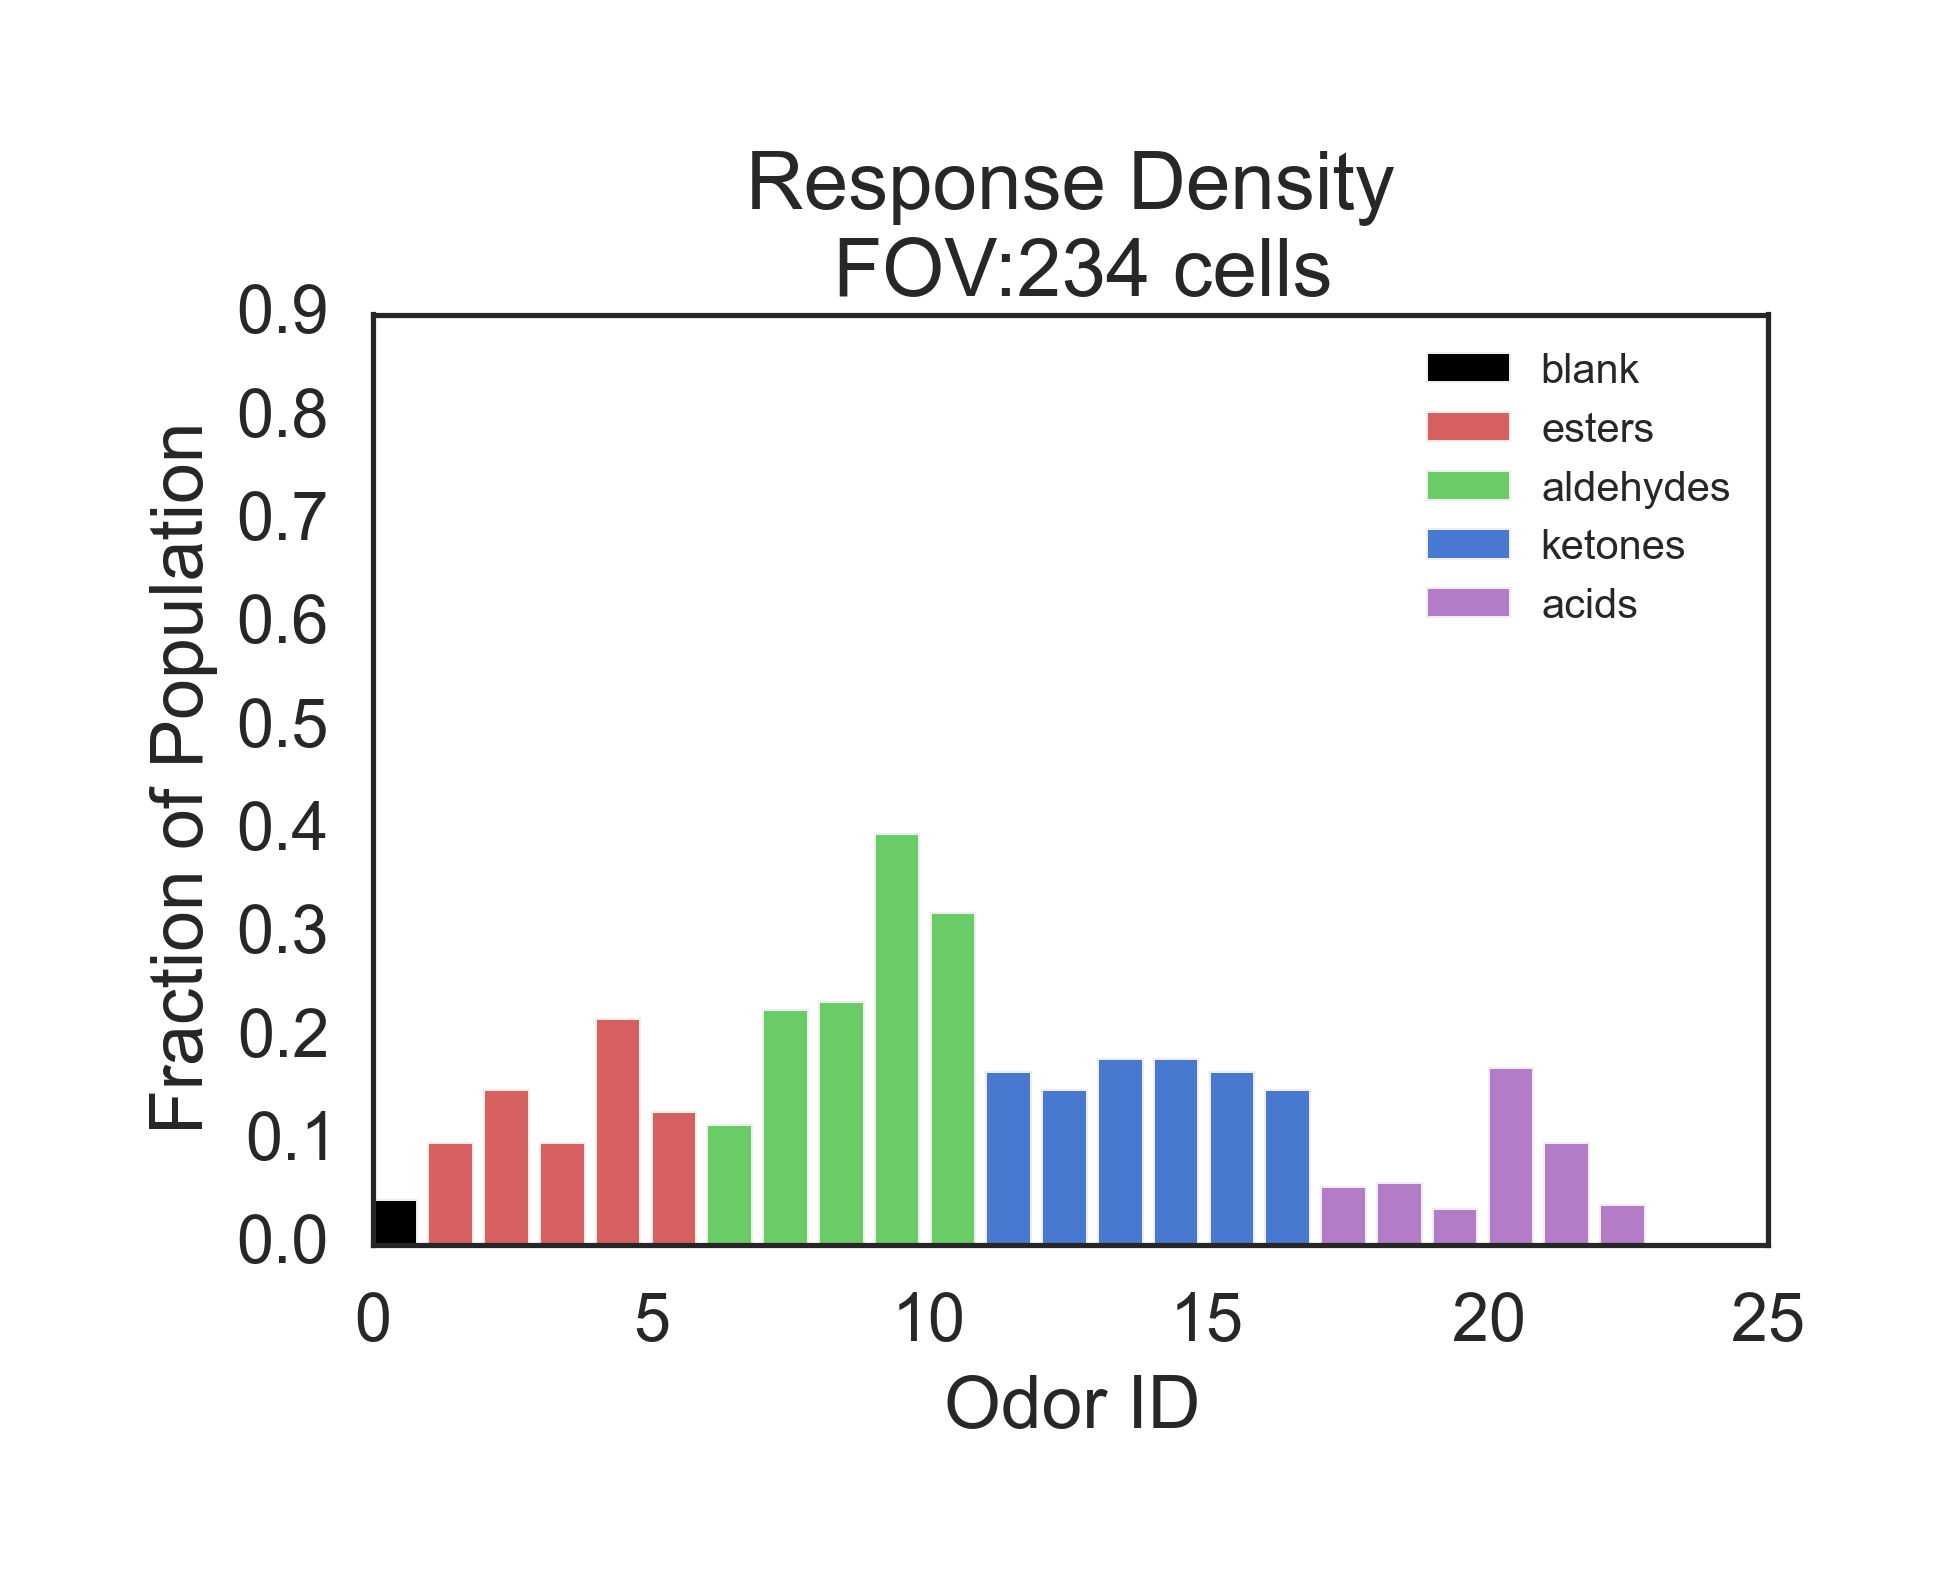 Response Density
FOV:234 cells
0.9
0.8
0.7
0.6
0.5
0.4
0.3
0.2
0.1
0.0
Fraction of Population
blank
esters
aldehydes
ketones
acids
0 5 10 15 20 25
Odor ID